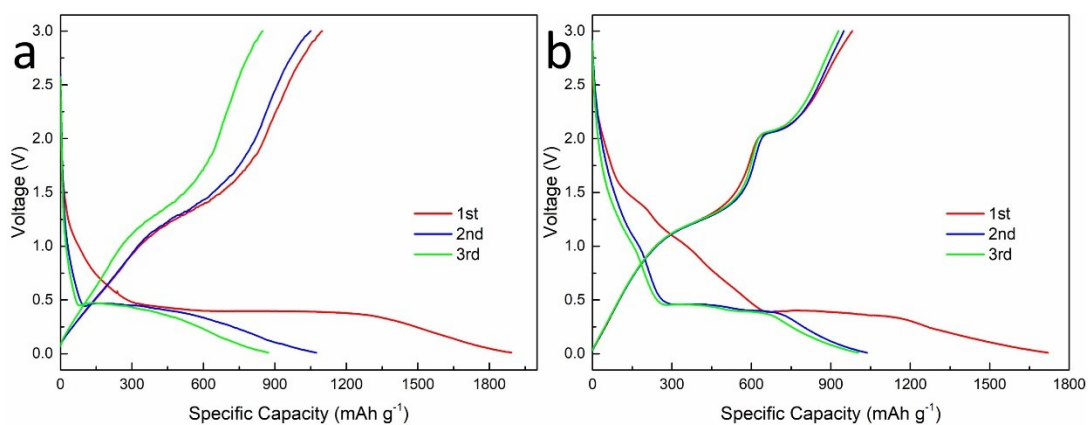 a
3.0
2.5
2.0
1.5
1.0
0.5
0.0
Voltage (V)
1st
2nd
3rd
0 300 600 900 1200 1500 1800
Specific Capacity (mAh g⁻¹)
b
3.0
2.5
2.0
1.5
1.0
0.5
0.0
Voltage (V)
1st
2nd
3rd
0 300 600 900 1200 1500 1800
Specific Capacity (mAh g⁻¹)